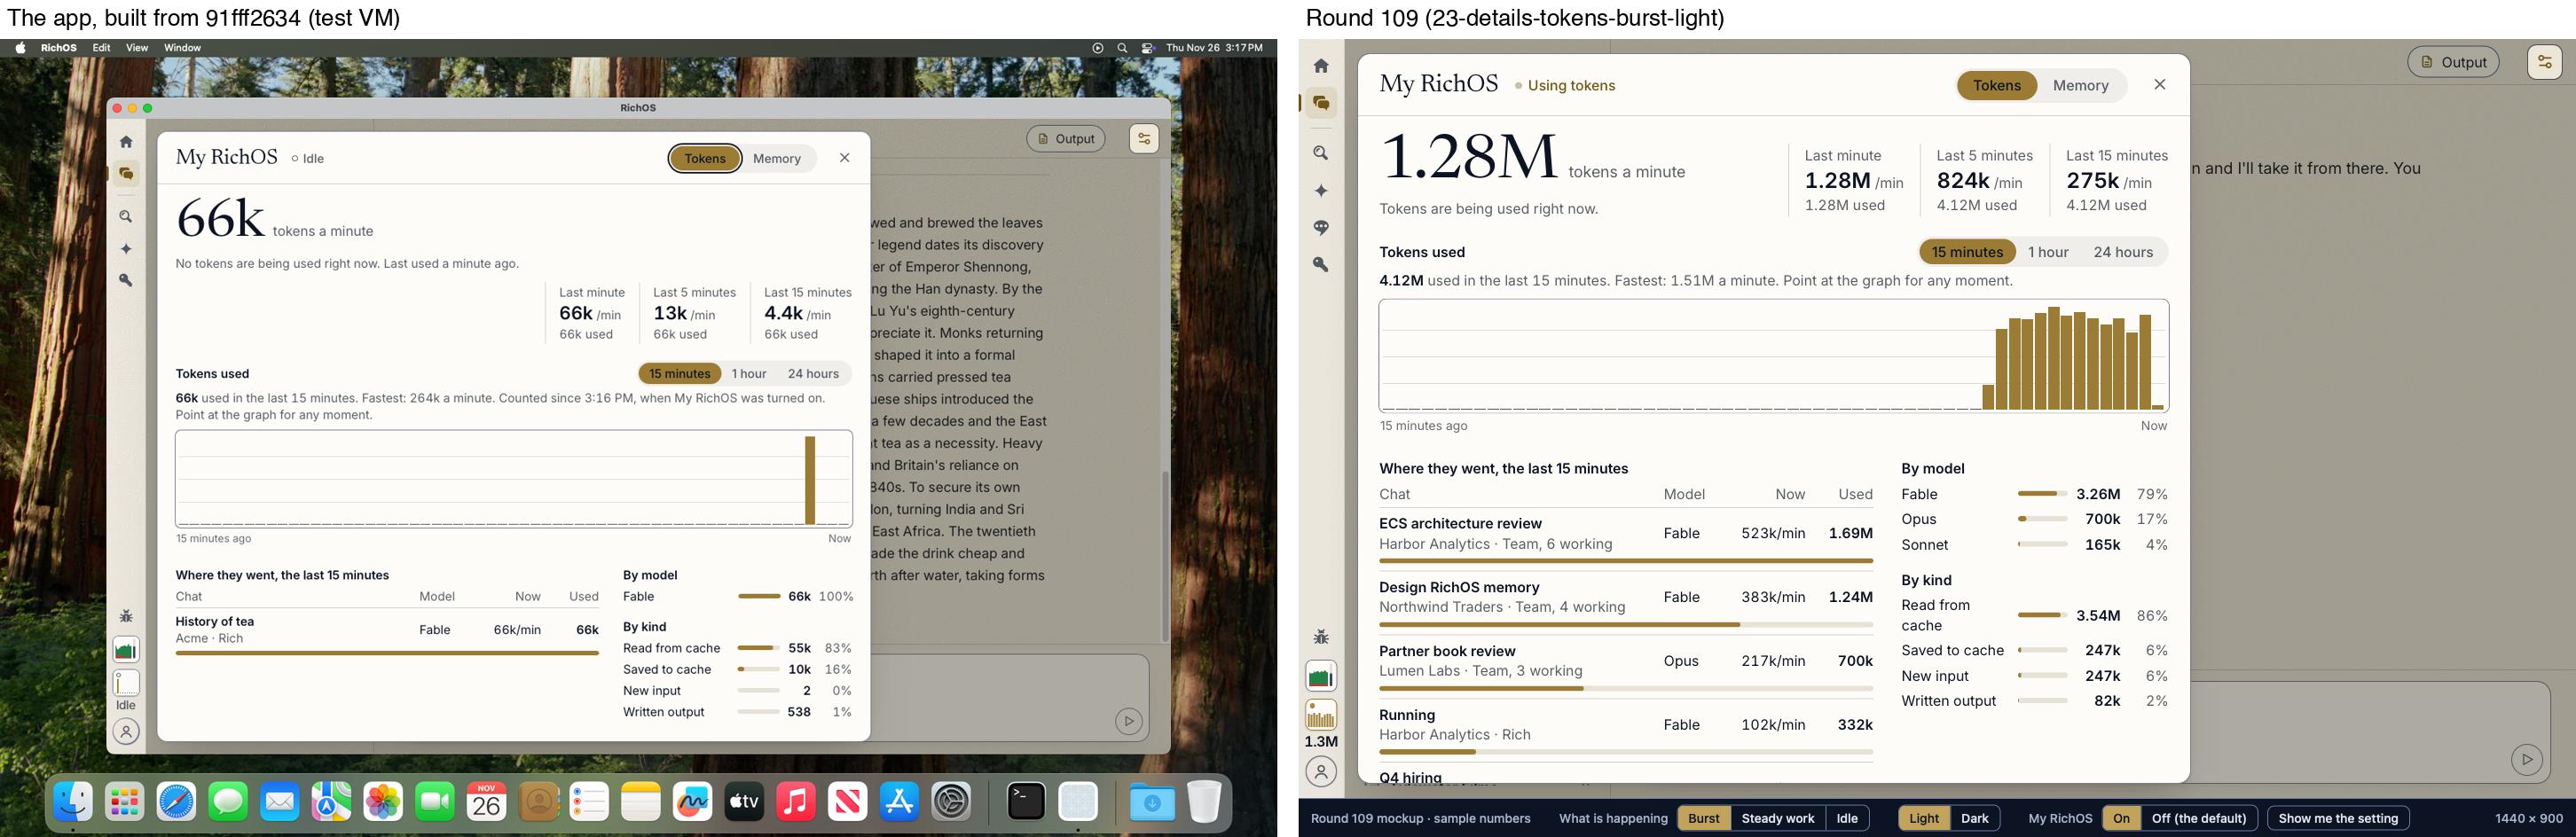 The app, built from 91fff2634 (test VM)
RichOS Edit View Window
Thu Nov 26 3:17 PM
RichOS
Output
My RichOS
Idle
Tokens
Memory
66k tokens a minute
No tokens are being used right now. Last used a minute ago.
Last minute
66k /min
66k used
Last 5 minutes
13k /min
66k used
Last 15 minutes
4.4k /min
66k used
Tokens used
15 minutes
1 hour
24 hours
66k used in the last 15 minutes. Fastest: 264k a minute. Counted since 3:16 PM, when My RichOS was turned on.
Point at the graph for any moment.
15 minutes ago
Now
Where they went, the last 15 minutes
Chat Model Now Used
History of tea
Acme · Rich
Fable 66k/min 66k
By model
Fable 66k 100%
By kind
Read from cache 55k 83%
Saved to cache 10k 16%
New input 2 0%
Written output 538 1%
wed and brewed the leaves
legend dates its discovery
er of Emperor Shennong,
ng the Han dynasty. By the
Lu Yu's eighth-century
preciate it. Monks returning
shaped it into a formal
ns carried pressed tea
uese ships introduced the
a few decades and the East
nt tea as a necessity. Heavy
and Britain's reliance on
840s. To secure its own
lon, turning India and Sri
East Africa. The twentieth
ade the drink cheap and
rth after water, taking forms
Idle
NOV
26
tv
Round 109 (23-details-tokens-burst-light)
Output
n and I'll take it from there. You
My RichOS
Using tokens
Tokens
Memory
1.28M tokens a minute
Tokens are being used right now.
Last minute
1.28M /min
1.28M used
Last 5 minutes
824k /min
4.12M used
Last 15 minutes
275k /min
4.12M used
Tokens used
15 minutes
1 hour
24 hours
4.12M used in the last 15 minutes. Fastest: 1.51M a minute. Point at the graph for any moment.
15 minutes ago
Now
Where they went, the last 15 minutes
Chat Model Now Used
ECS architecture review
Harbor Analytics · Team, 6 working
Fable 523k/min 1.69M
Design RichOS memory
Northwind Traders · Team, 4 working
Fable 383k/min 1.24M
Partner book review
Lumen Labs · Team, 3 working
Opus 217k/min 700k
Running
Harbor Analytics · Rich
Fable 102k/min 332k
Q4 hiring
By model
Fable 3.26M 79%
Opus 700k 17%
Sonnet 165k 4%
By kind
Read from
cache
3.54M 86%
Saved to cache 247k 6%
New input 247k 6%
Written output 82k 2%
1.3M
Round 109 mockup · sample numbers
What is happening Burst Steady work Idle
Light Dark
My RichOS On Off (the default)
Show me the setting
1440 × 900